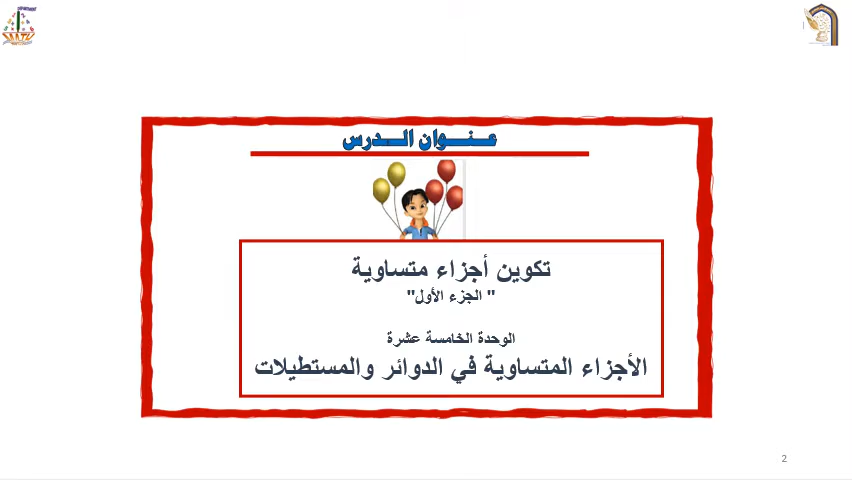 عنوان الدرس
تكوين أجزاء متساوية
" الجزء الأول"
الوحدة الخامسة عشرة
الأجزاء المتساوية في الدوائر والمستطيلات
2